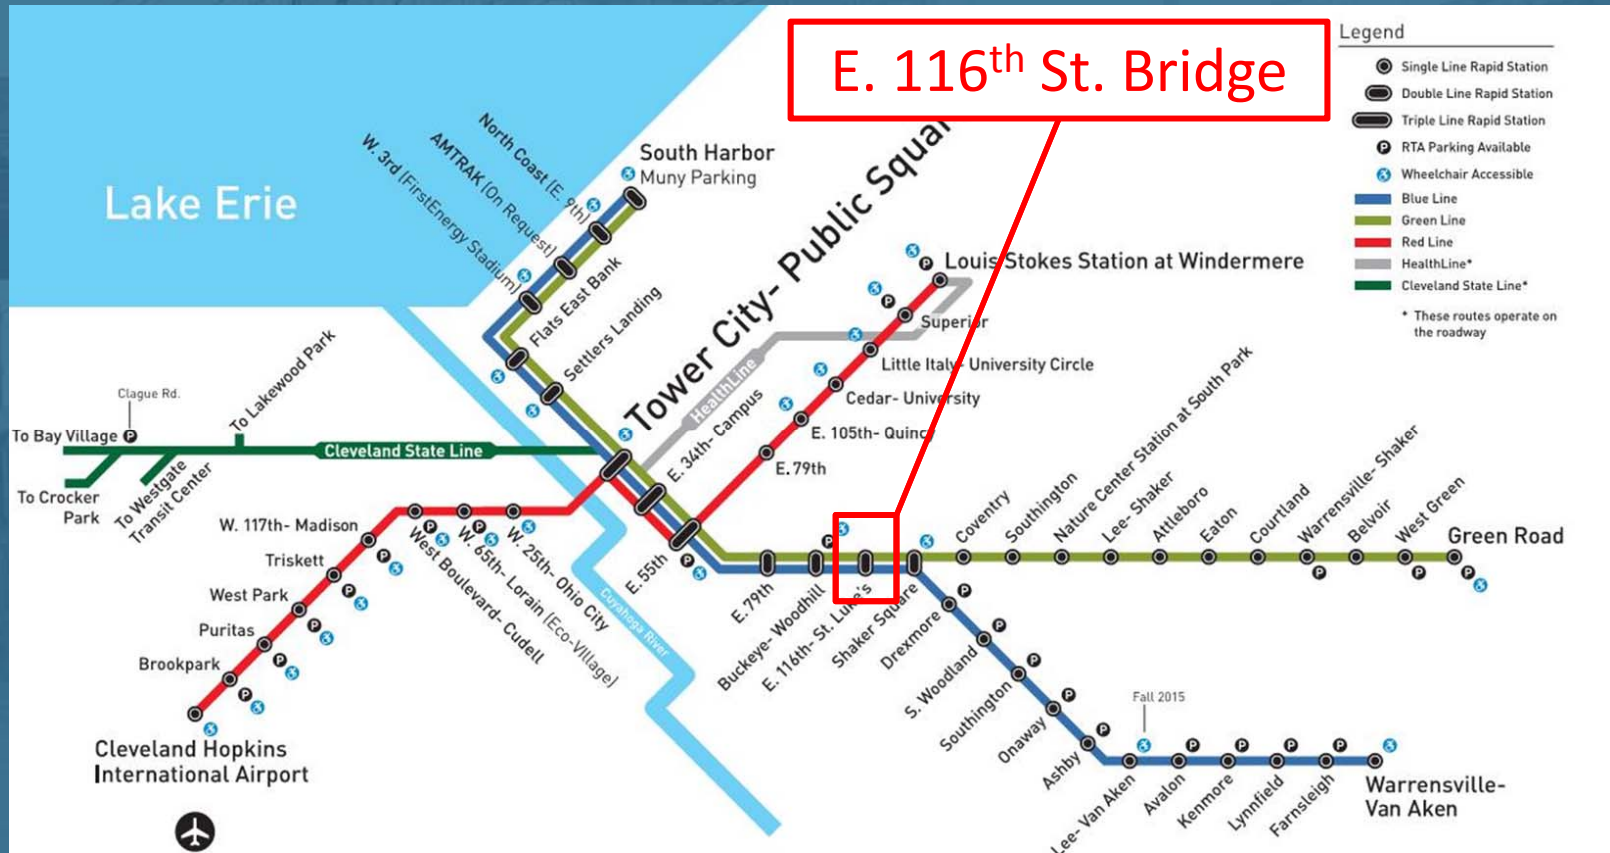 E. 116th St. Bridge
Legend
Single Line Rapid Station
Double Line Rapid Station
Triple Line Rapid Station
P RTA Parking Available
Wheelchair Accessible
Blue Line
Green Line
Red Line
HealthLine*
Cleveland State Line*
* These routes operate on
the roadway
Lake Erie
South Harbor
Muny Parking
North Coast (E. 9th)
AMTRAK (On Request)
W. 3rd (FirstEnergy Stadium)
Flats East Bank
Settlers Landing
Tower City- Public Squar
HealthLine
E. 34th- Campus
E. 55th
Louis Stokes Station at Windermere
Superior
Little Italy- University Circle
Cedar- University
E. 105th- Quincy
E. 79th
Clague Rd.
To Lakewood Park
To Bay Village P
Cleveland State Line
To Crocker
Park
To Westgate
Transit Center
W. 117th- Madison
Triskett
West Park
Puritas
Brookpark
Cleveland Hopkins
International Airport
West Boulevard- Cudell
W. 65th- Lorain (Eco-Village)
W. 25th- Ohio City
Cuyahoga River
E. 79th
Buckeye- Woodhill
E. 116th- St. Luke's
Shaker Square
Coventry
Southington
Nature Center Station at South Park
Lee- Shaker
Attleboro
Eaton
Courtland
Warrensville- Shaker
Belvoir
West Green
Green Road
Drexmore
S. Woodland
Southington
Onaway
Ashby
Fall 2015
Lee- Van Aken
Avalon
Kenmore
Lynnfield
Farnsleigh
Warrensville-
Van Aken